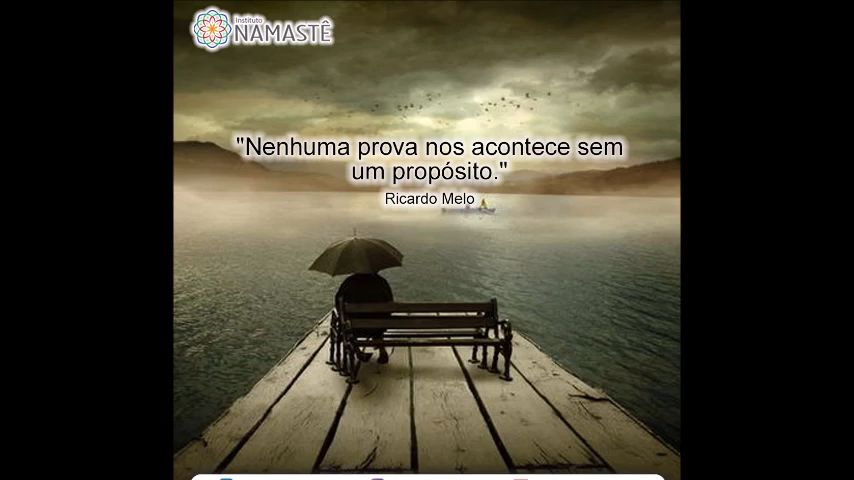 Instituto
NAMASTÊ
"Nenhuma prova nos acontece sem
um propósito."
Ricardo Melo